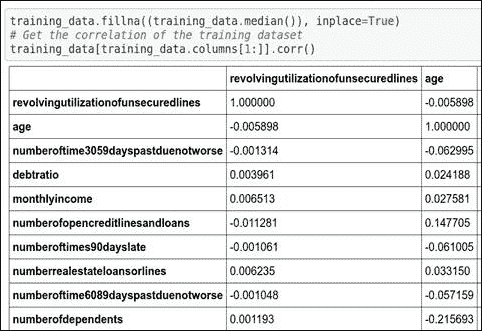 training_data.fillna((training_data.median()), inplace=True)
# Get the correlation of the training dataset
training_data[training_data.columns[1:]].corr()
revolvingutilizationofunsecuredlines age
revolvingutilizationofunsecuredlines 1.000000 -0.005898
age -0.005898 1.000000
numberoftime3059dayspastduenotworse -0.001314 -0.062995
debtratio 0.003961 0.024188
monthlyincome 0.006513 0.027581
numberofopencreditlinesandloans -0.011281 0.147705
numberoftimes90dayslate -0.001061 -0.061005
numberrealestateloansorlines 0.006235 0.033150
numberoftime6089dayspastduenotworse -0.001048 -0.057159
numberofdependents 0.001193 -0.215693